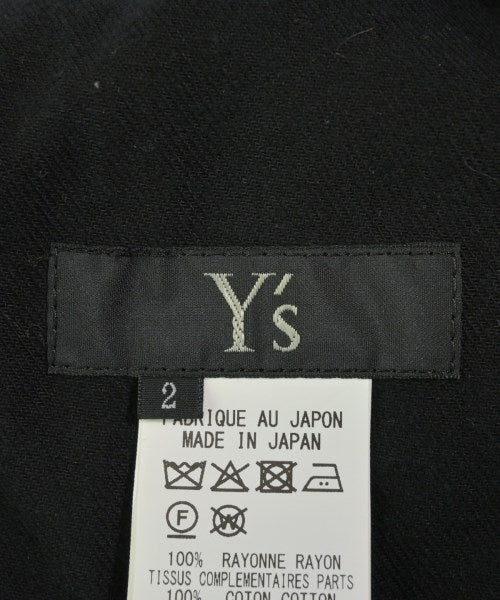 Y's
2
FABRIQUE AU JAPON
MADE IN JAPAN
F W
100% RAYONNE RAYON
TISSUS COMPLEMENTAIRES PARTS
100% COTON COTTON